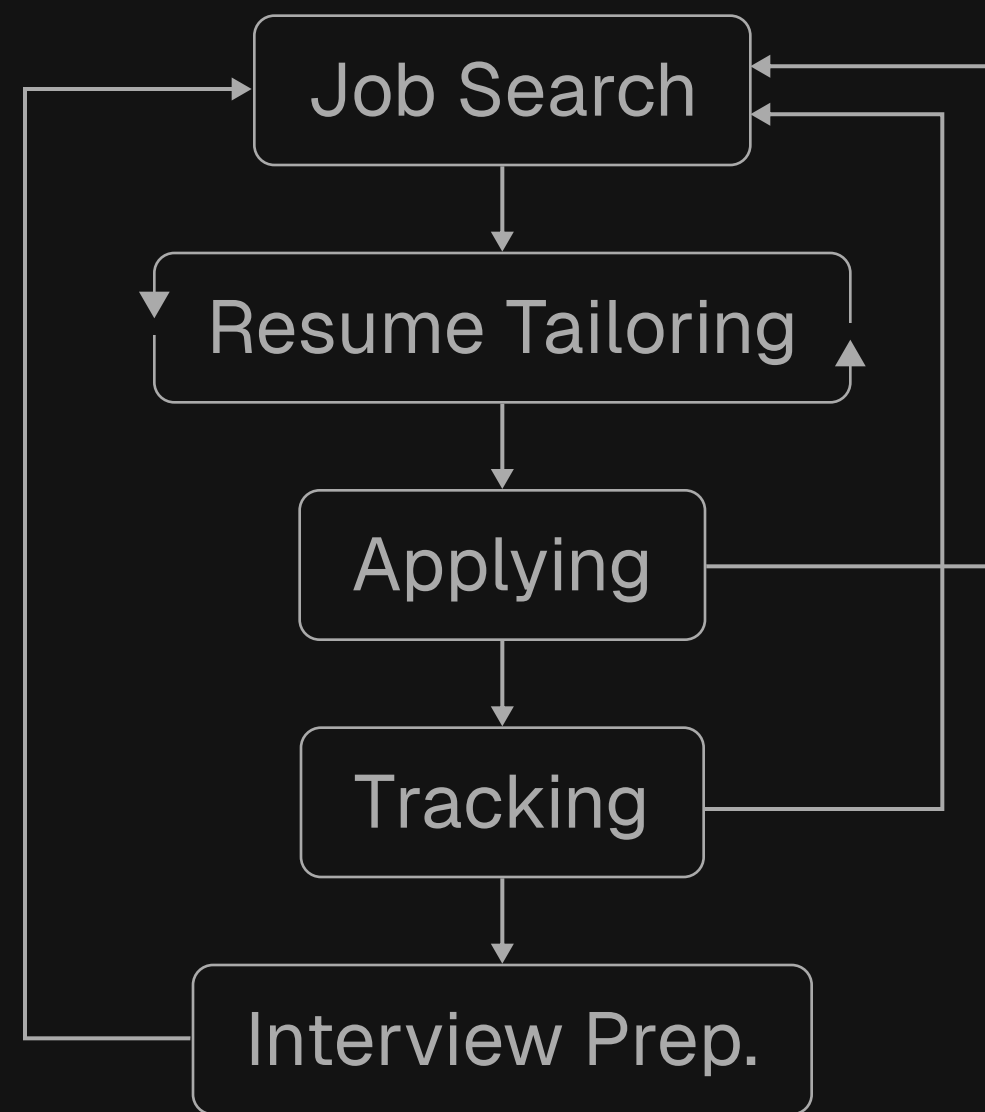 Job Search
Resume Tailoring
Applying
Tracking
Interview Prep.